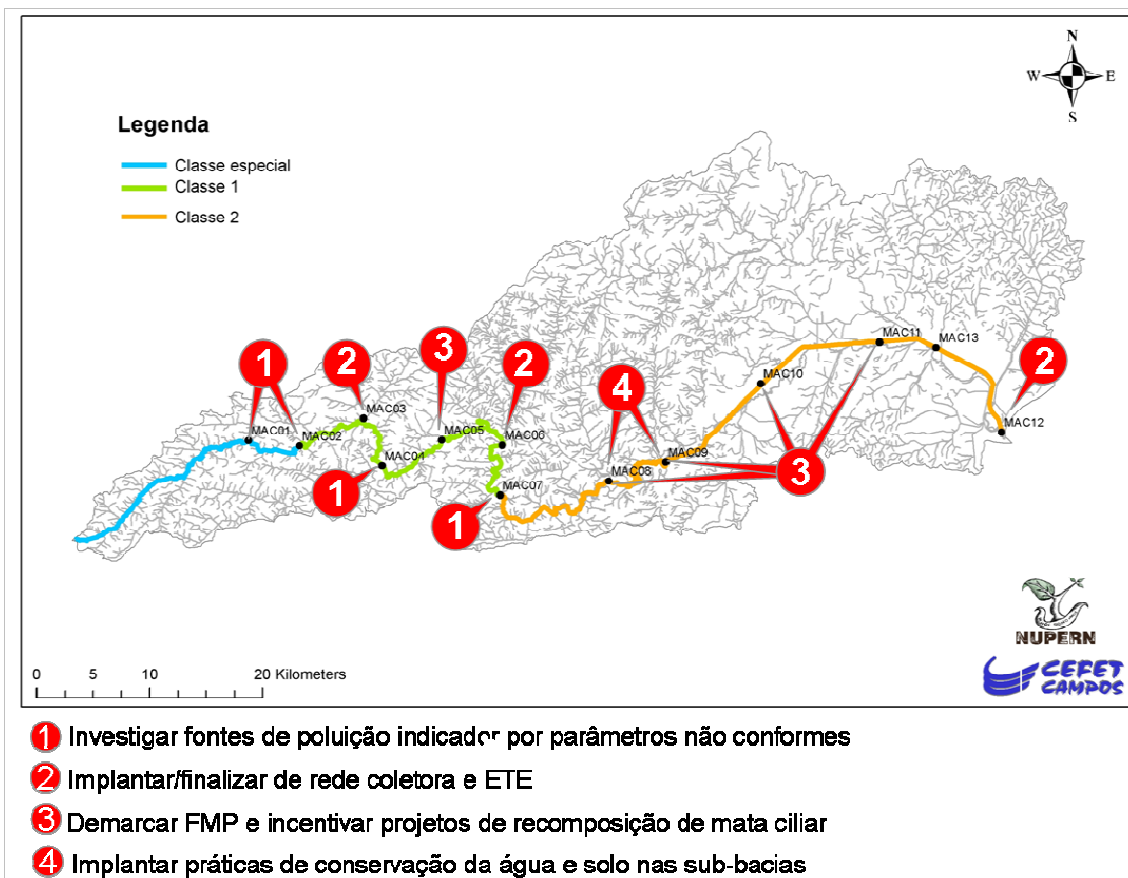 N
W
E
S
Legenda
Classe especial
Classe 1
Classe 2
1
2
3
2
4
2
MAC01
MAC02
MAC03
MAC04
MAC05
MAC06
MAC07
MAC08
MAC09
MAC10
MAC11
MAC13
MAC12
1
1
3
NUPERN
CEFET
CAMPOS
0 5 10 20 Kilometers
1 Investigar fontes de poluição indicador por parâmetros não conformes
2 Implantar/finalizar de rede coletora e ETE
3 Demarcar FMP e incentivar projetos de recomposição de mata ciliar
4 Implantar práticas de conservação da água e solo nas sub-bacias